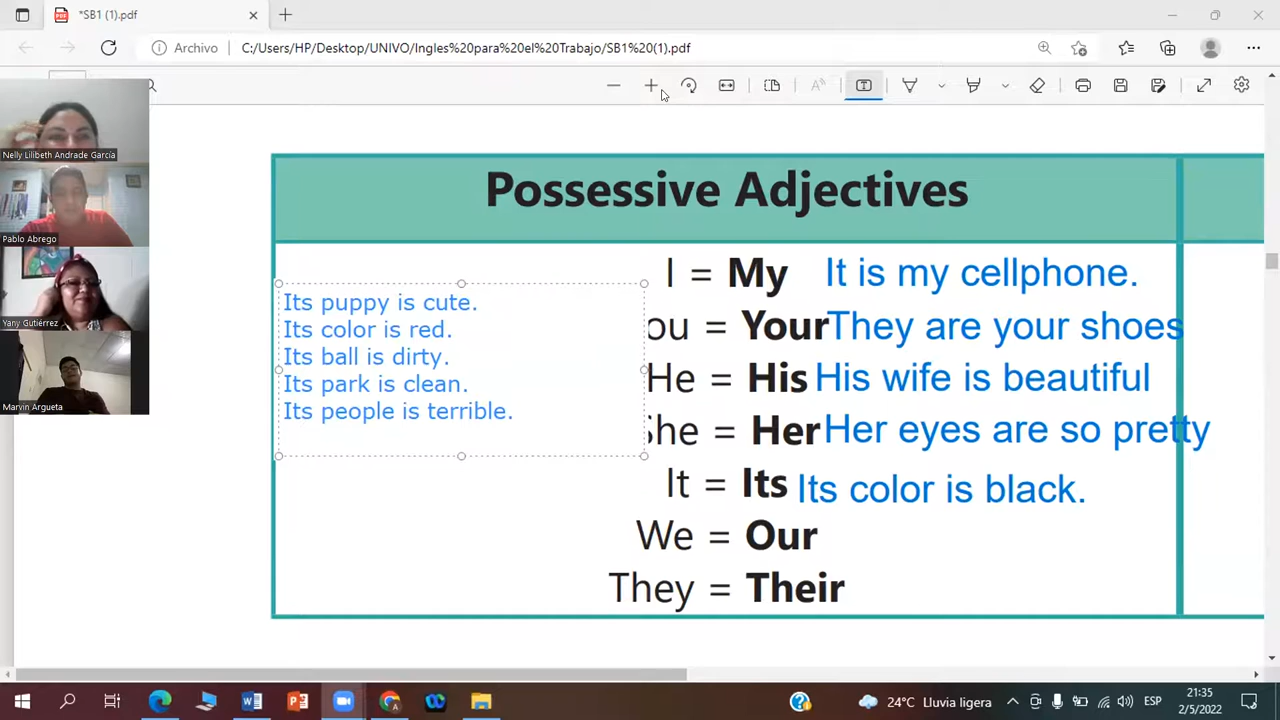 *SB1 (1).pdf
Archivo
C:/Users/HP/Desktop/UNIVO/Ingles%20para%20el%20Trabajo/SB1%20(1).pdf
Nelly Lilibeth Andrade García
Pablo Abrego
Yany Gutiérrez
Marvin Argueta
Possessive Adjectives
Its puppy is cute.
Its color is red.
Its ball is dirty.
Its park is clean.
Its people is terrible.
I = My It is my cellphone.
ou = Your They are your shoes
He = His His wife is beautiful
She = Her Her eyes are so pretty
It = Its Its color is black.
We = Our
They = Their
24°C Lluvia ligera
ESP
21:35
2/5/2022